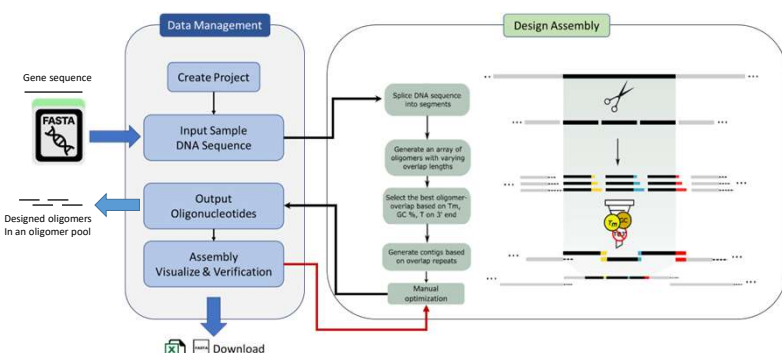 Data Management
Design Assembly
Gene sequence
FASTA
Create Project
Input Sample
DNA Sequence
Output
Oligonucleotides
Designed oligomers
In an oligomer pool
Assembly
Visualize & Verification
Download
Splice DNA sequence
into segments
Generate an array of
oligomers with varying
overlap lengths
Select the best oligomer-
overlap based on Tm,
GC %, T on 3' end
Generate contigs based
on overlap repeats
Manual
optimization
Tm
GC